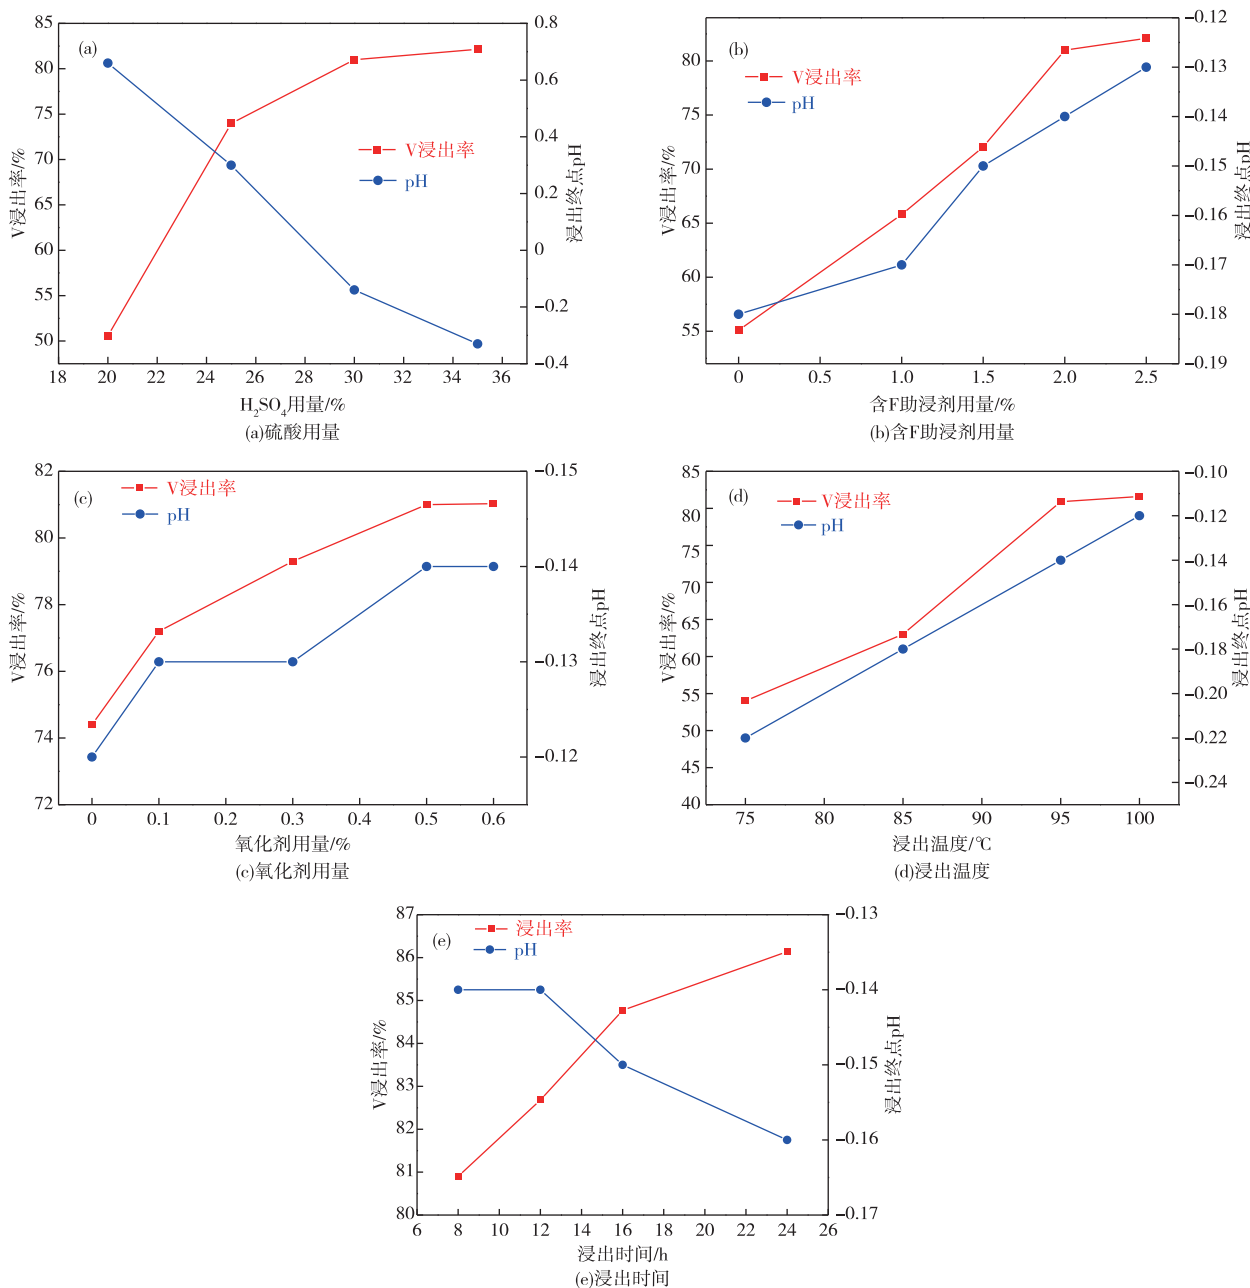 (a)
V浸出率
pH
85
80
75
70
65
60
55
50
V浸出率/%
0.8
0.6
0.4
0.2
0
−0.2
−0.4
浸出终点pH
18 20 22 24 26 28 30 32 34 36
H₂SO₄用量/%
(a)硫酸用量
(b)
V浸出率
pH
80
75
70
65
60
55
V浸出率/%
−0.12
−0.13
−0.14
−0.15
−0.16
−0.17
−0.18
−0.19
浸出终点pH
0 0.5 1.0 1.5 2.0 2.5
含F助浸剂用量/%
(b)含F助浸剂用量
(c)
V浸出率
pH
82
80
78
76
74
72
V浸出率/%
−0.15
−0.14
−0.13
−0.12
浸出终点pH
0 0.1 0.2 0.3 0.4 0.5 0.6
氧化剂用量/%
(c)氧化剂用量
(d)
V浸出率
pH
85
80
75
70
65
60
55
50
45
40
V浸出率/%
−0.10
−0.12
−0.14
−0.16
−0.18
−0.20
−0.22
−0.24
浸出终点pH
75 80 85 90 95 100
浸出温度/℃
(d)浸出温度
(e)
浸出率
pH
87
86
85
84
83
82
81
80
V浸出率/%
−0.13
−0.14
−0.15
−0.16
−0.17
浸出终点pH
6 8 10 12 14 16 18 20 22 24 26
浸出时间/h
(e)浸出时间